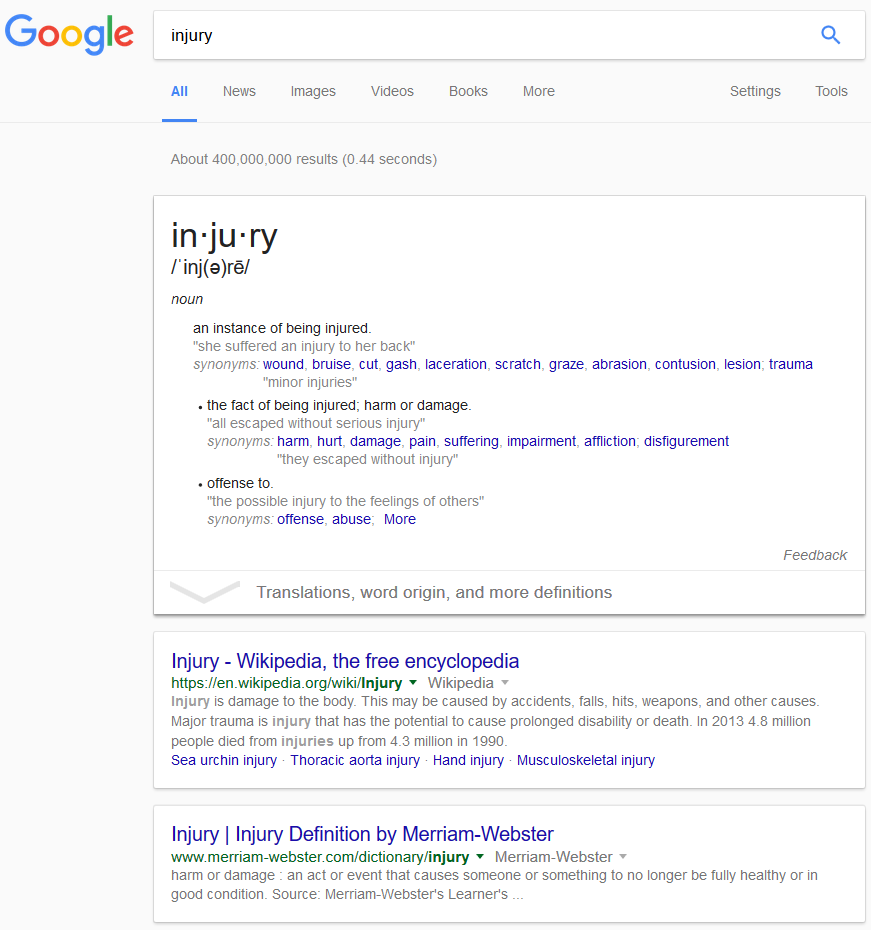 Google
injury
All News Images Videos Books More Settings Tools
About 400,000,000 results (0.44 seconds)
in·ju·ry
/ˈinj(ə)rē/
noun
an instance of being injured.
"she suffered an injury to her back"
synonyms: wound, bruise, cut, gash, laceration, scratch, graze, abrasion, contusion, lesion; trauma
"minor injuries"
• the fact of being injured; harm or damage.
"all escaped without serious injury"
synonyms: harm, hurt, damage, pain, suffering, impairment, affliction; disfigurement
"they escaped without injury"
• offense to.
"the possible injury to the feelings of others"
synonyms: offense, abuse; More
Feedback
Translations, word origin, and more definitions
Injury - Wikipedia, the free encyclopedia
https://en.wikipedia.org/wiki/Injury ▼ Wikipedia ▼
Injury is damage to the body. This may be caused by accidents, falls, hits, weapons, and other causes.
Major trauma is injury that has the potential to cause prolonged disability or death. In 2013 4.8 million
people died from injuries up from 4.3 million in 1990.
Sea urchin injury · Thoracic aorta injury · Hand injury · Musculoskeletal injury
Injury | Injury Definition by Merriam-Webster
www.merriam-webster.com/dictionary/injury ▼ Merriam-Webster ▼
harm or damage : an act or event that causes someone or something to no longer be fully healthy or in
good condition. Source: Merriam-Webster's Learner's ...